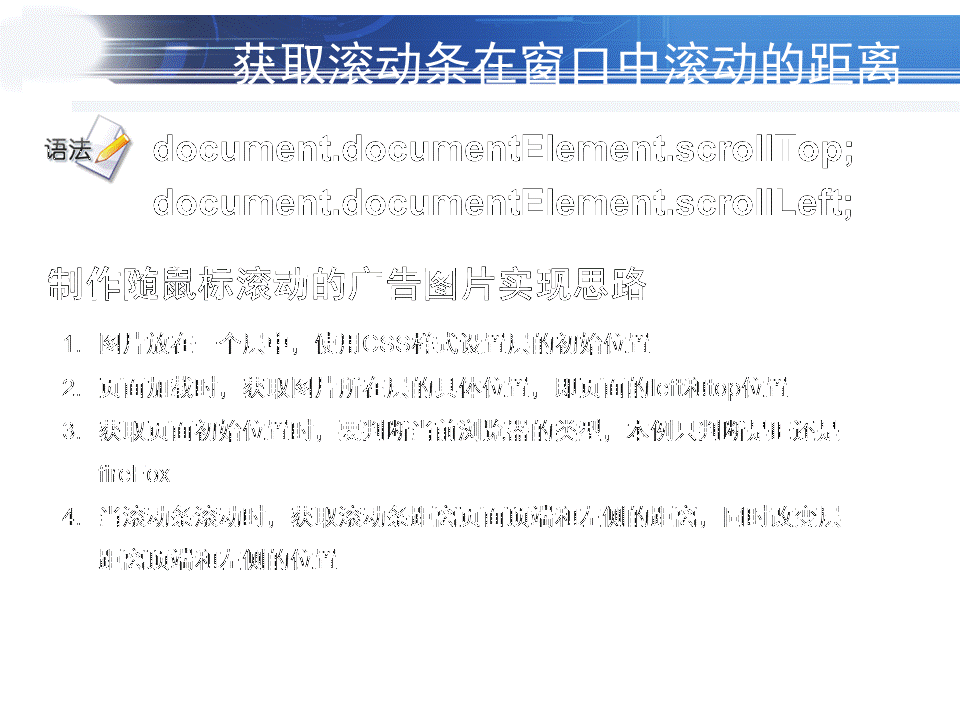 获取滚动条在窗口中滚动的距离
语法
document.documentElement.scrollTop;
document.documentElement.scrollLeft;
制作随鼠标滚动的广告图片实现思路
1. 图片放在一个层中，使用CSS样式设置层的初始位置
2. 页面加载时，获取图片所在层的具体位置，即页面的left和top位置
3. 获取页面初始位置时，要判断当前浏览器的类型，本例只判断是IE还是
fireFox
4. 当滚动条滚动时，获取滚动条距离页面顶端和左侧的距离，同时改变层
距离顶端和左侧的位置